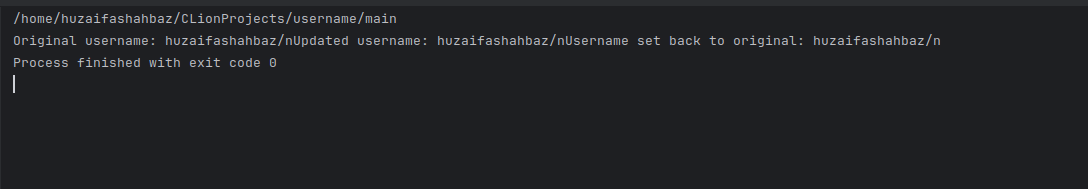 /home/huzaifashahbaz/CLionProjects/username/main
Original username: huzaifashahbaz/nUpdated username: huzaifashahbaz/nUsername set back to original: huzaifashahbaz/n
Process finished with exit code 0